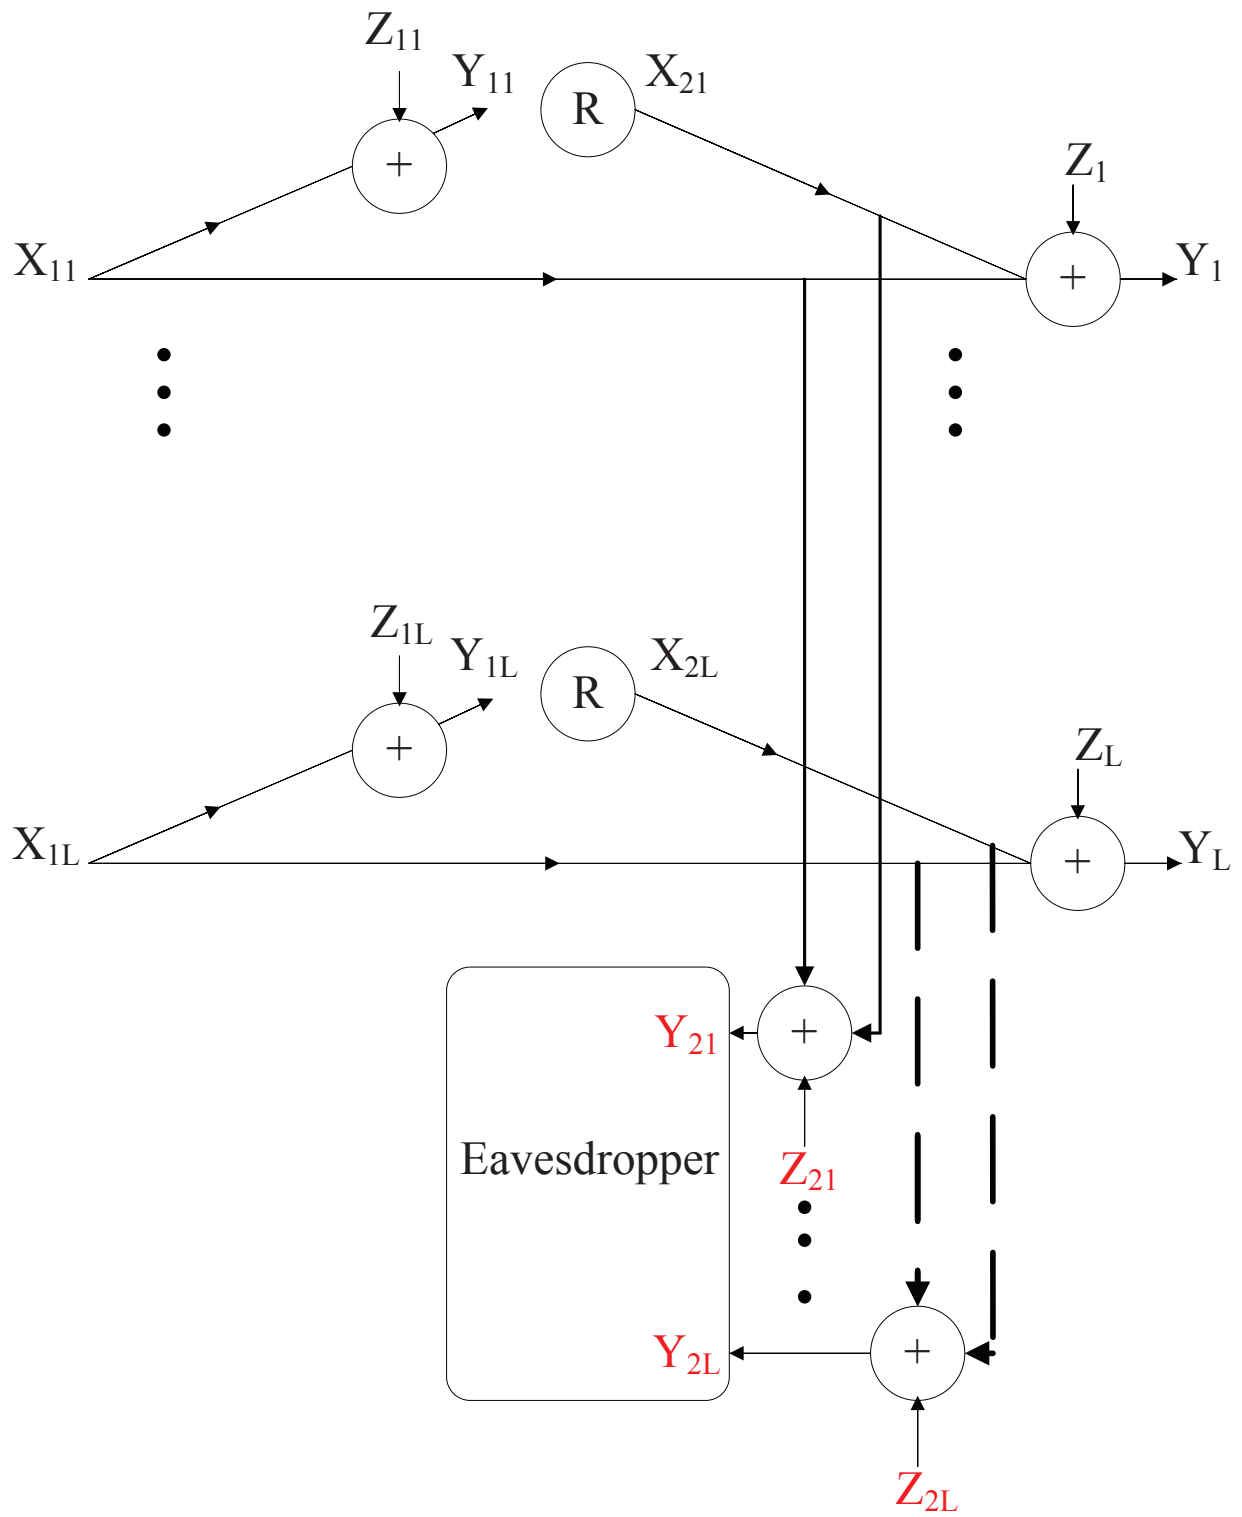 Z11
Y11
R
X21
+
Z1
X11
+
Y1
Z1L
Y1L
R
X2L
+
ZL
X1L
+
YL
Y21
+
Eavesdropper
Z21
Y2L
+
Z2L